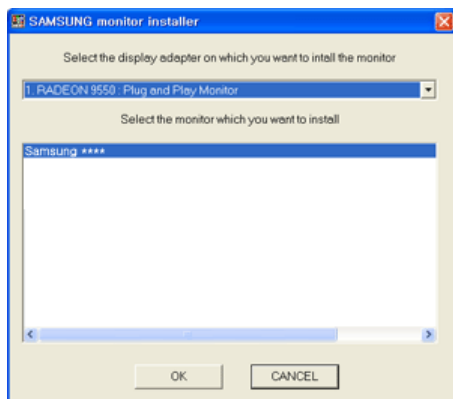 SAMSUNG monitor installer
Select the display adapter on which you want to intall the monitor
1. RADEON 9550 : Plug and Play Monitor
Select the monitor which you want to install
Samsung ****
OK
CANCEL